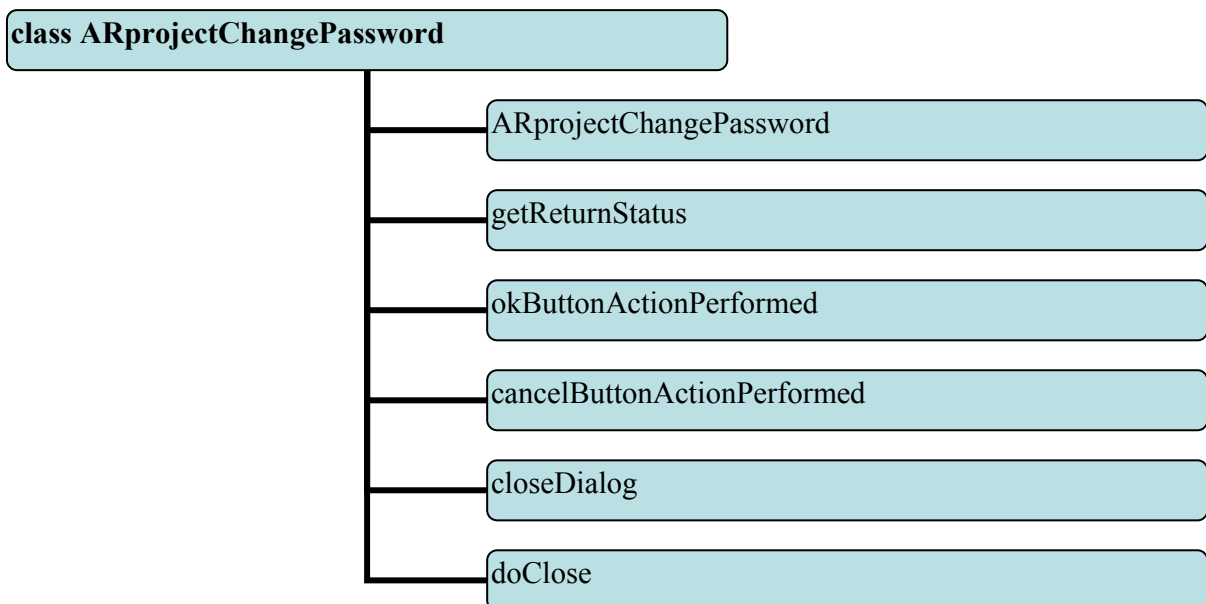 class ARprojectChangePassword
ARprojectChangePassword
getReturnStatus
okButtonActionPerformed
cancelButtonActionPerformed
closeDialog
doClose